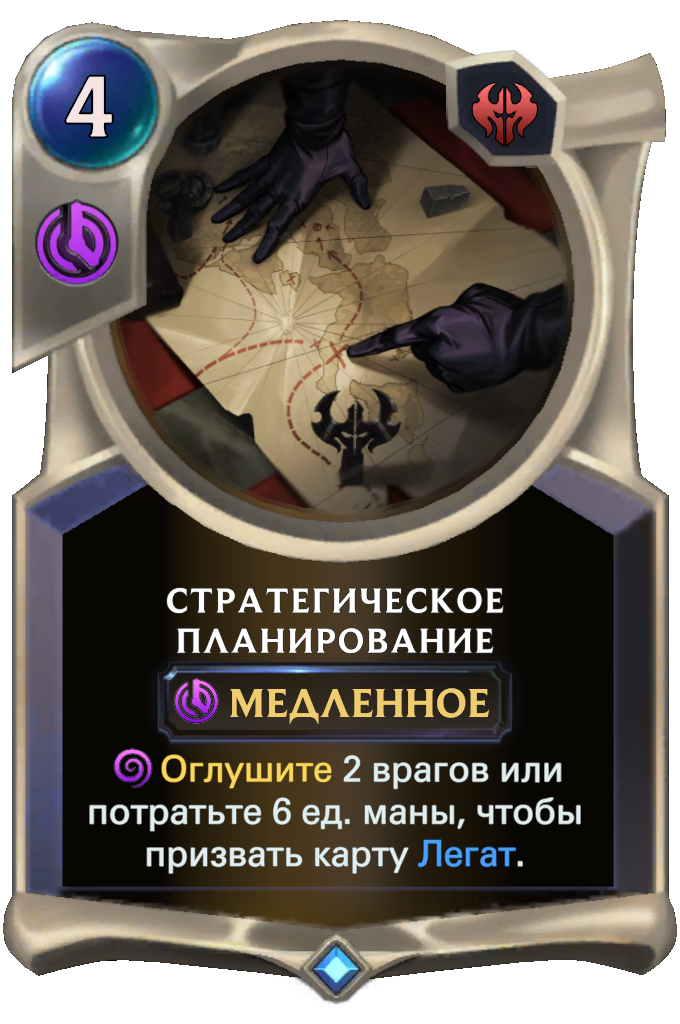 4
СТРАТЕГИЧЕСКОЕ
ПЛАНИРОВАНИЕ
МЕДЛЕННОЕ
Оглушите 2 врагов или
потратьте 6 ед. маны, чтобы
призвать карту Легат.